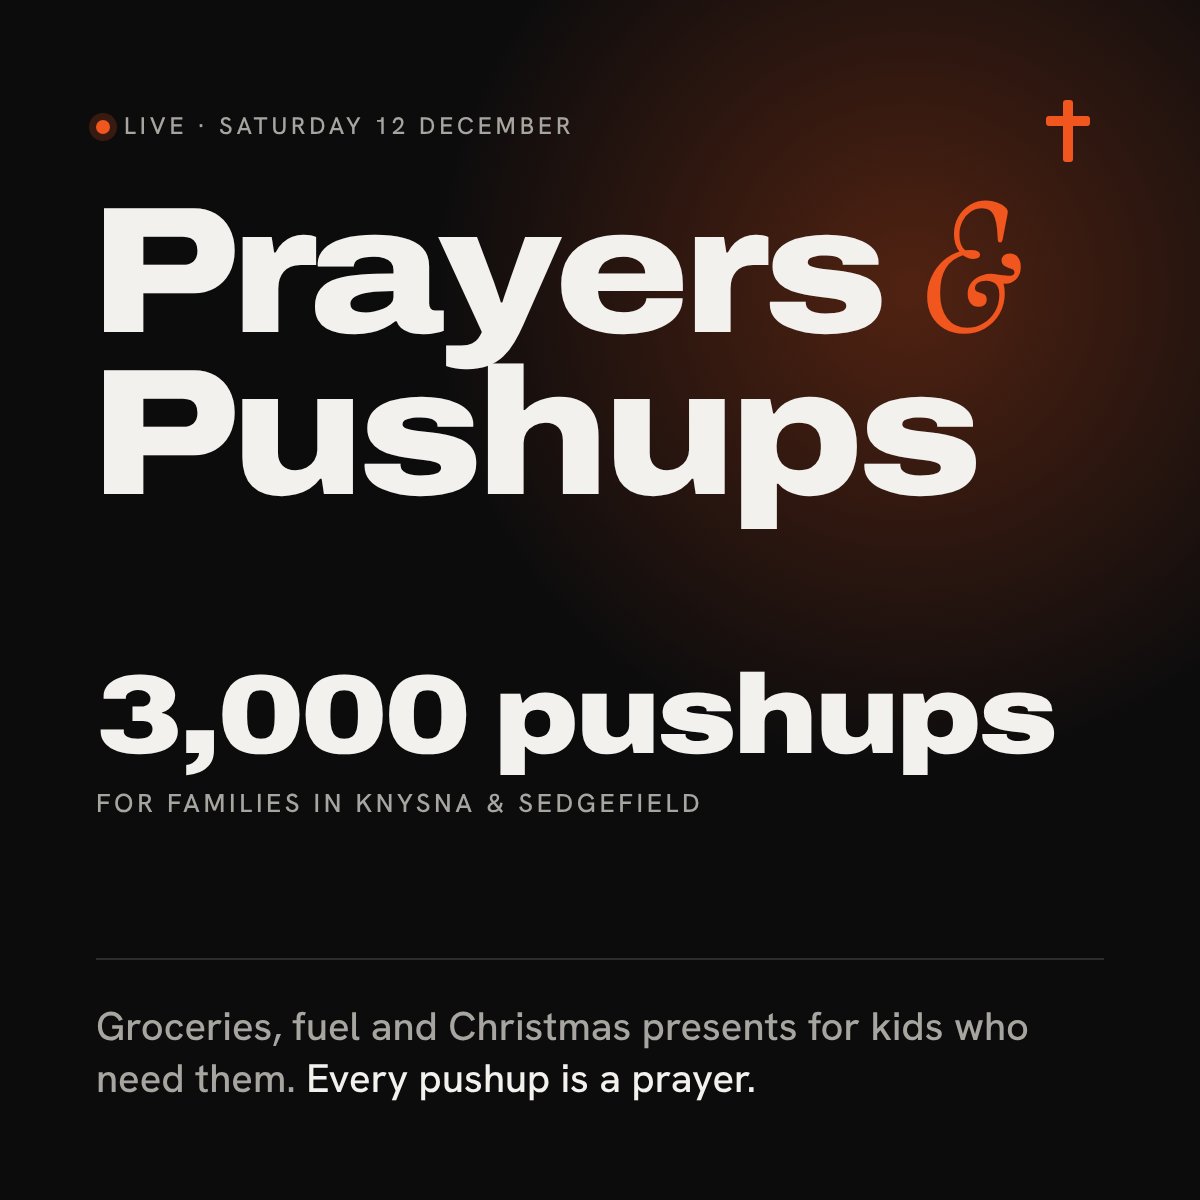 LIVE · SATURDAY 12 DECEMBER
Prayers &
Pushups
3,000 pushups
FOR FAMILIES IN KNYSNA & SEDGEFIELD
Groceries, fuel and Christmas presents for kids who
need them. Every pushup is a prayer.